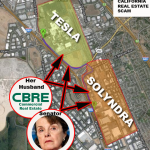 CALIFORNIA
REAL ESTATE
SCAM
TESLA
SOLYNDRA
Her
Husband
CBRE
Commercial
Real Estate
Senator